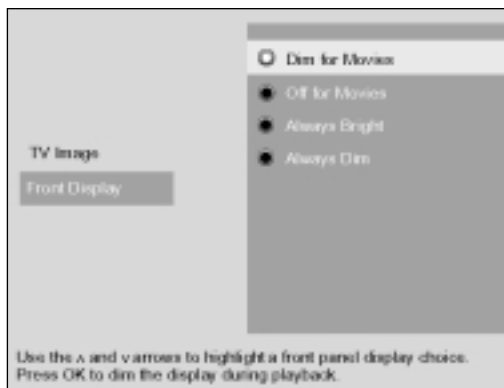 Dim for Movies
Off for Movies
Always Bright
Always Dim
TV Image
Front Display
Use the ʌ and v arrows to highlight a front panel display choice.
Press OK to dim the display during playback.